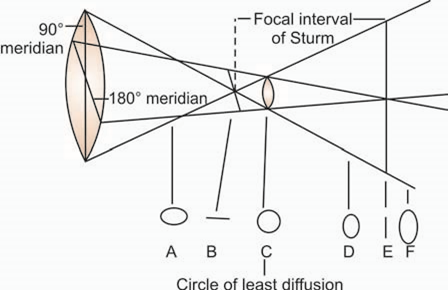 90°
meridian
Focal interval
of Sturm
180° meridian
A B C D E F
Circle of least diffusion